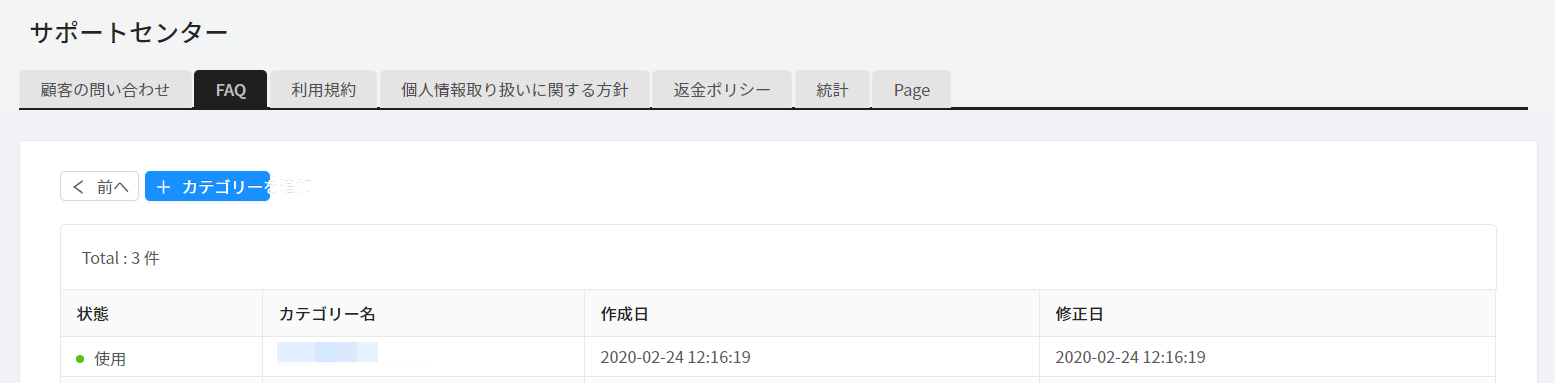 サポートセンター
顧客の問い合わせ FAQ 利用規約 個人情報取り扱いに関する方針 返金ポリシー 統計 Page
前へ カテゴリーを追加
Total : 3 件
状態 カテゴリー名 作成日 修正日
使用 2020-02-24 12:16:19 2020-02-24 12:16:19